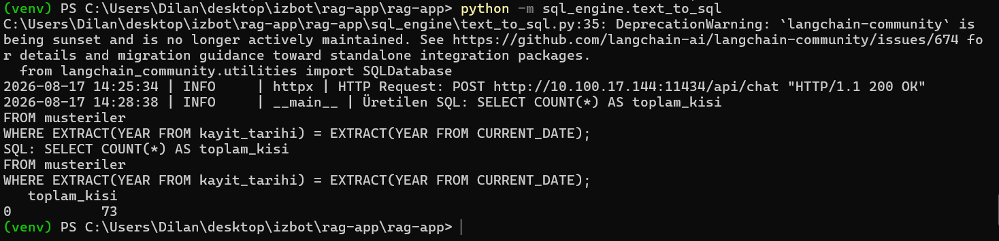 (venv) PS C:\Users\Dilan\desktop\izbot\rag-app\rag-app> python -m sql_engine.text_to_sql
C:\Users\Dilan\desktop\izbot\rag-app\rag-app\sql_engine\text_to_sql.py:35: DeprecationWarning: `langchain-community` is
being sunset and is no longer actively maintained. See https://github.com/langchain-ai/langchain-community/issues/674 fo
r details and migration guidance toward standalone integration packages.
  from langchain_community.utilities import SQLDatabase
2026-08-17 14:25:34 | INFO     | httpx | HTTP Request: POST http://10.100.17.144:11434/api/chat "HTTP/1.1 200 OK"
2026-08-17 14:28:38 | INFO     | __main__ | Üretilen SQL: SELECT COUNT(*) AS toplam_kisi
FROM musteriler
WHERE EXTRACT(YEAR FROM kayit_tarihi) = EXTRACT(YEAR FROM CURRENT_DATE);
SQL: SELECT COUNT(*) AS toplam_kisi
FROM musteriler
WHERE EXTRACT(YEAR FROM kayit_tarihi) = EXTRACT(YEAR FROM CURRENT_DATE);
   toplam_kisi
0           73
(venv) PS C:\Users\Dilan\desktop\izbot\rag-app\rag-app>